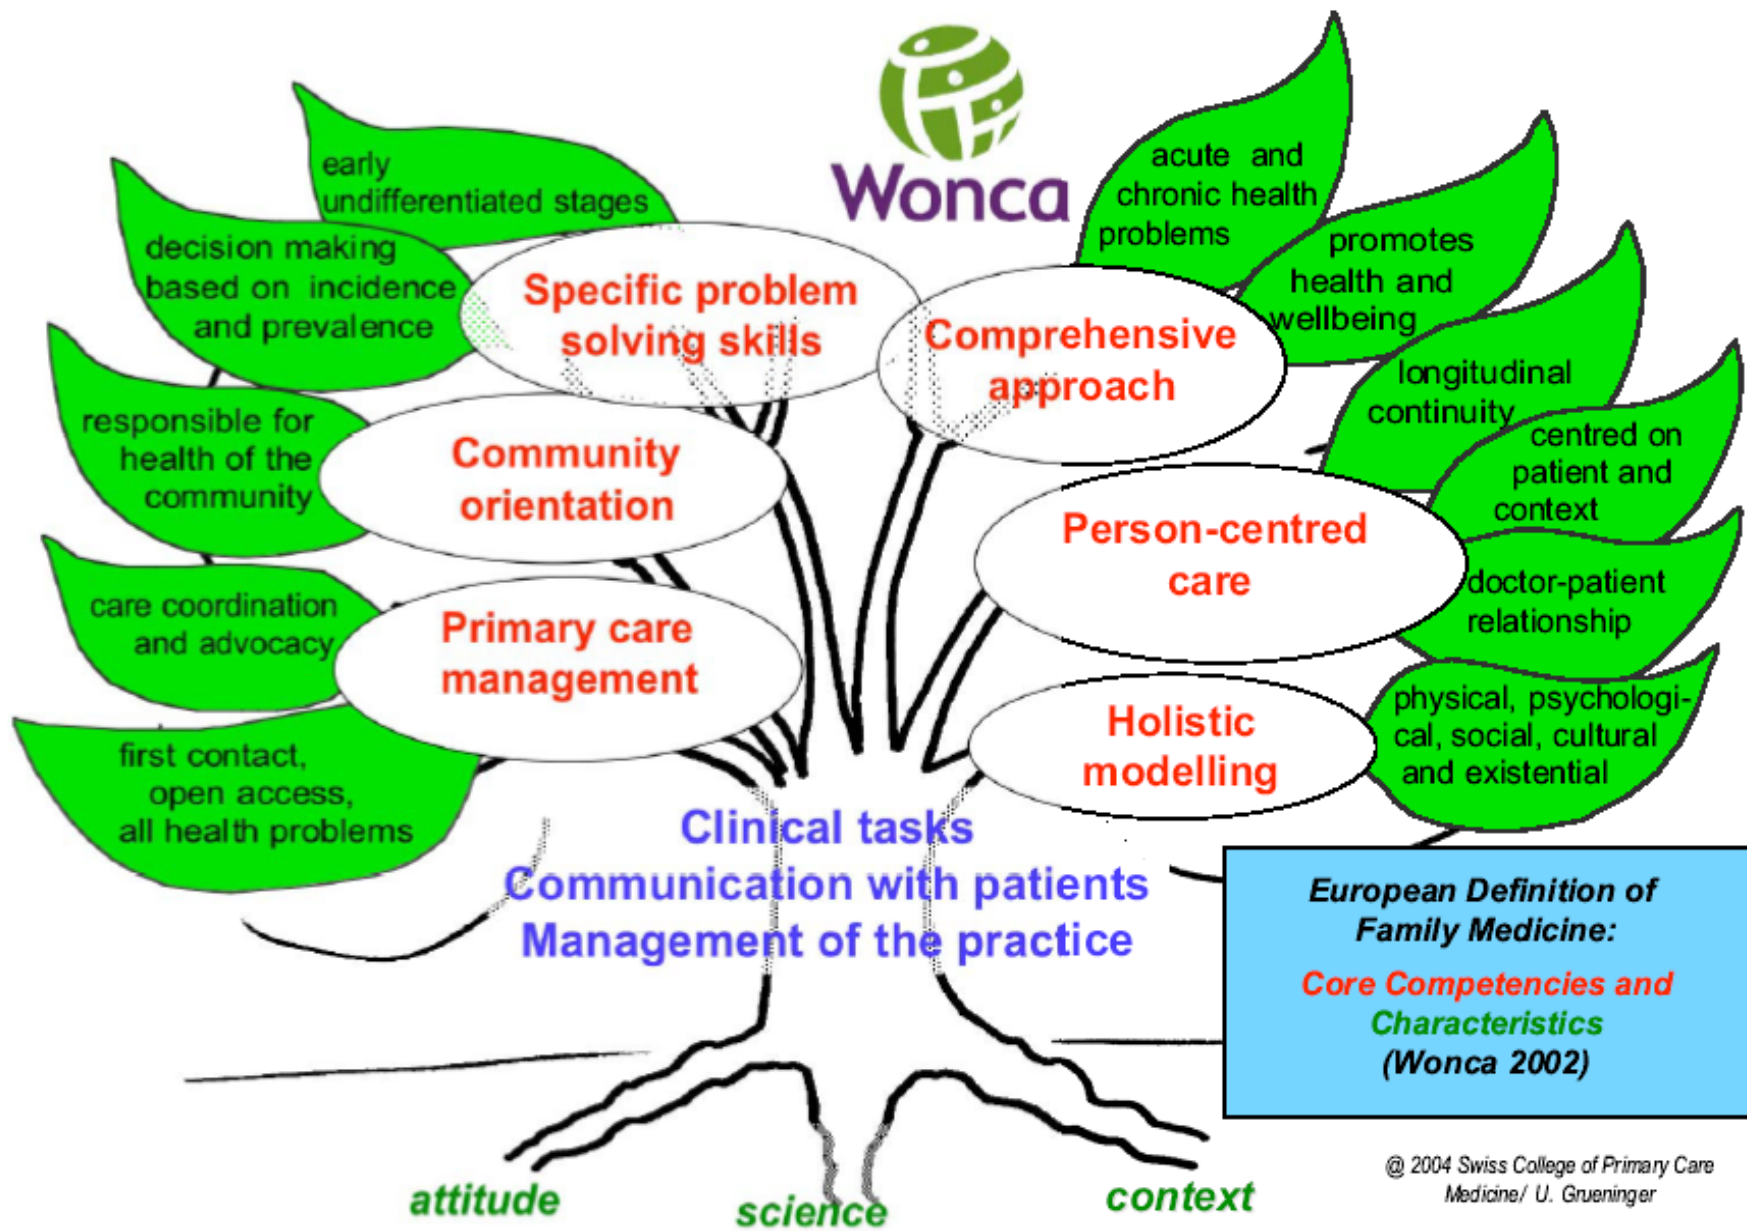 Wonca
early
undifferentiated stages
decision making
based on incidence
and prevalence
responsible for
health of the
community
care coordination
and advocacy
first contact,
open access,
all health problems
Specific problem
solving skills
Community
orientation
Primary care
management
Comprehensive
approach
Person-centred
care
Holistic
modelling
acute and
chronic health
problems
promotes
health and
wellbeing
longitudinal
continuity
centred on
patient and
context
doctor-patient
relationship
physical, psychologi-
cal, social, cultural
and existential
Clinical tasks
Communication with patients
Management of the practice
European Definition of
Family Medicine:
Core Competencies and
Characteristics
(Wonca 2002)
attitude
science
context
@ 2004 Swiss College of Primary Care
Medicine/ U. Grueninger